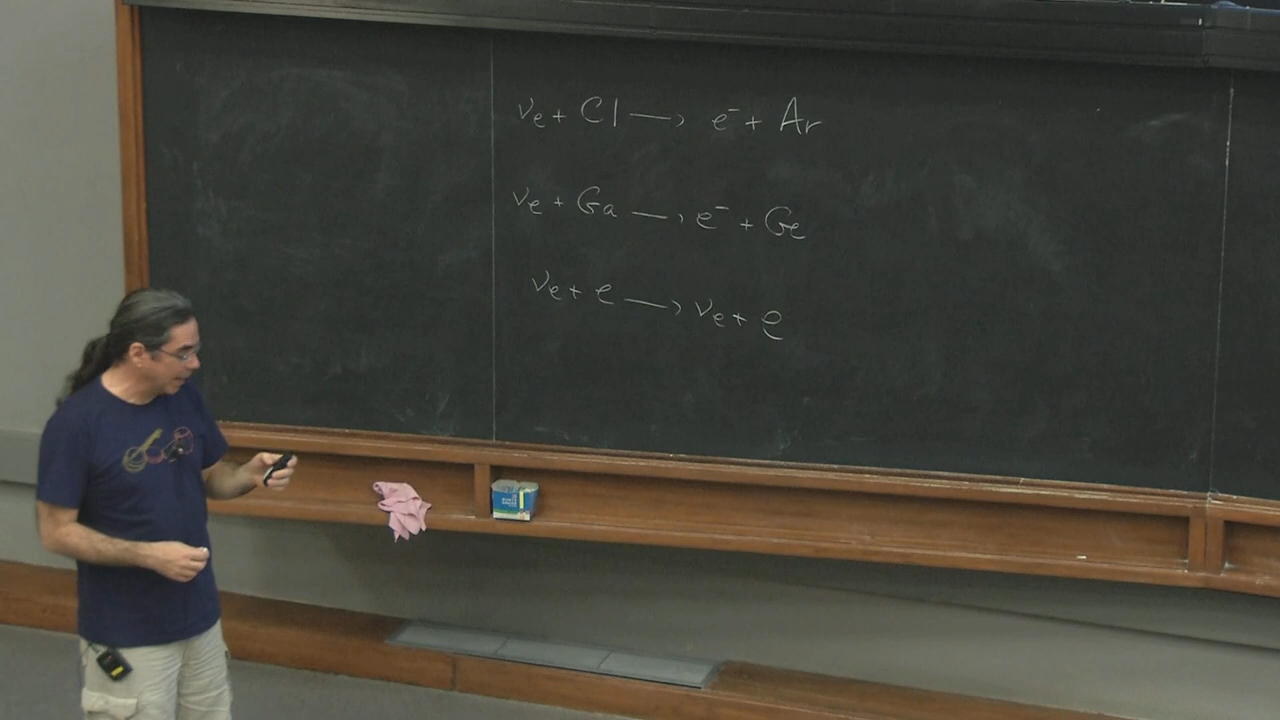 νe + Cl ⟶ e⁻ + Ar
νe + Ga ⟶ e⁻ + Ge
νe + e ⟶ νe + e